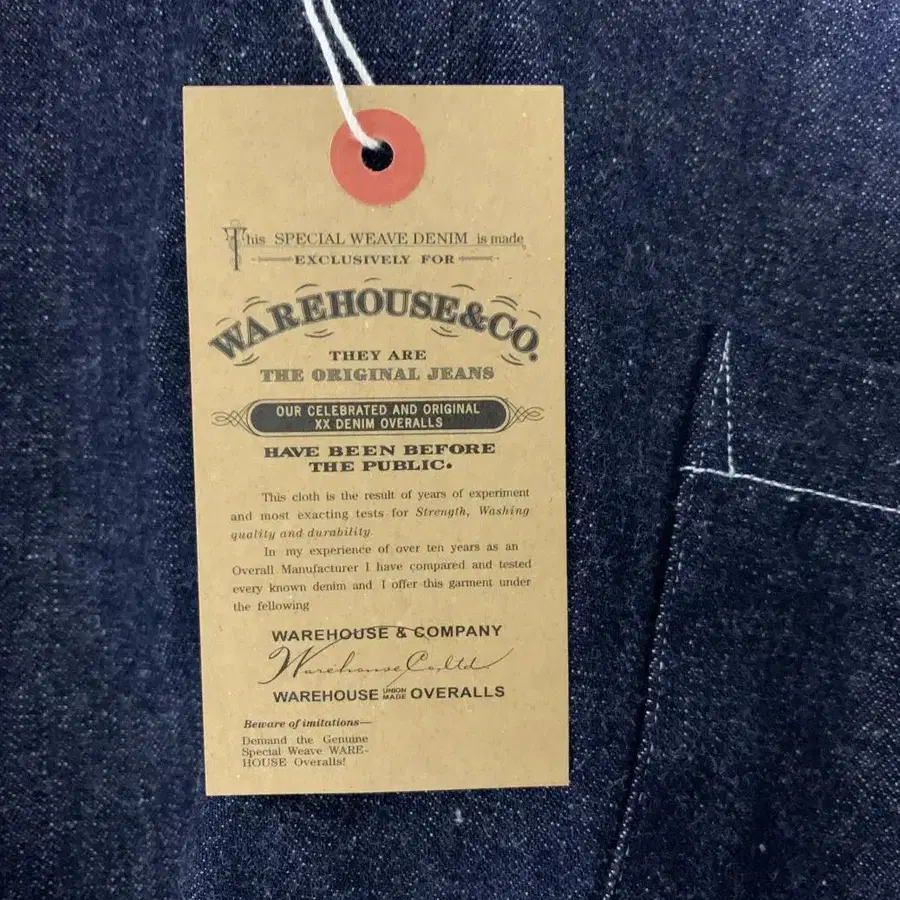 This SPECIAL WEAVE DENIM is made
EXCLUSIVELY FOR
WAREHOUSE&CO.
THEY ARE
THE ORIGINAL JEANS
OUR CELEBRATED AND ORIGINAL
XX DENIM OVERALLS
HAVE BEEN BEFORE
THE PUBLIC.
This cloth is the result of years of experiment
and most exacting tests for Strength, Washing
quality and durability.
In my experience of over ten years as an
Overall Manufacturer I have compared and tested
every known denim and I offer this garment under
the fellowing
WAREHOUSE & COMPANY
Warehouse Co,ltd
WAREHOUSE UNION MADE OVERALLS
Beware of imitations—
Demand the Genuine
Special Weave WARE-
HOUSE Overalls!